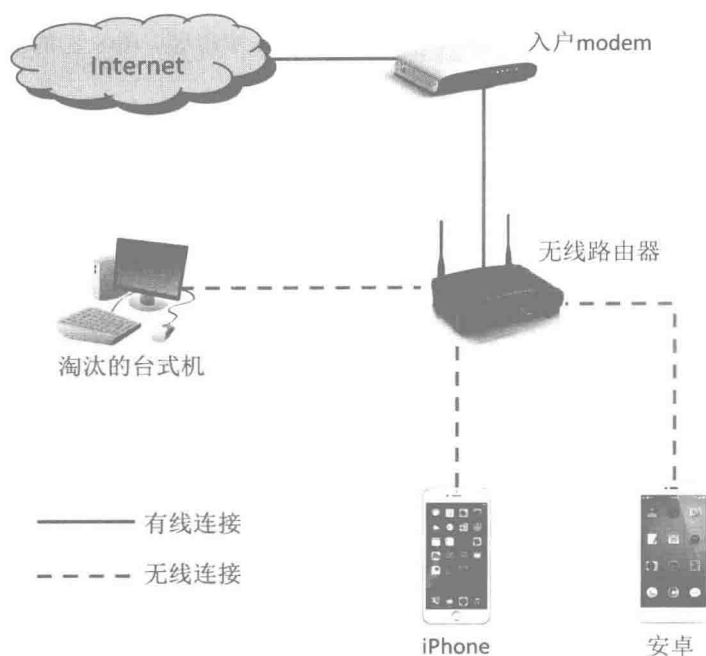 Internet
入户modem
无线路由器
淘汰的台式机
有线连接
无线连接
iPhone
安卓